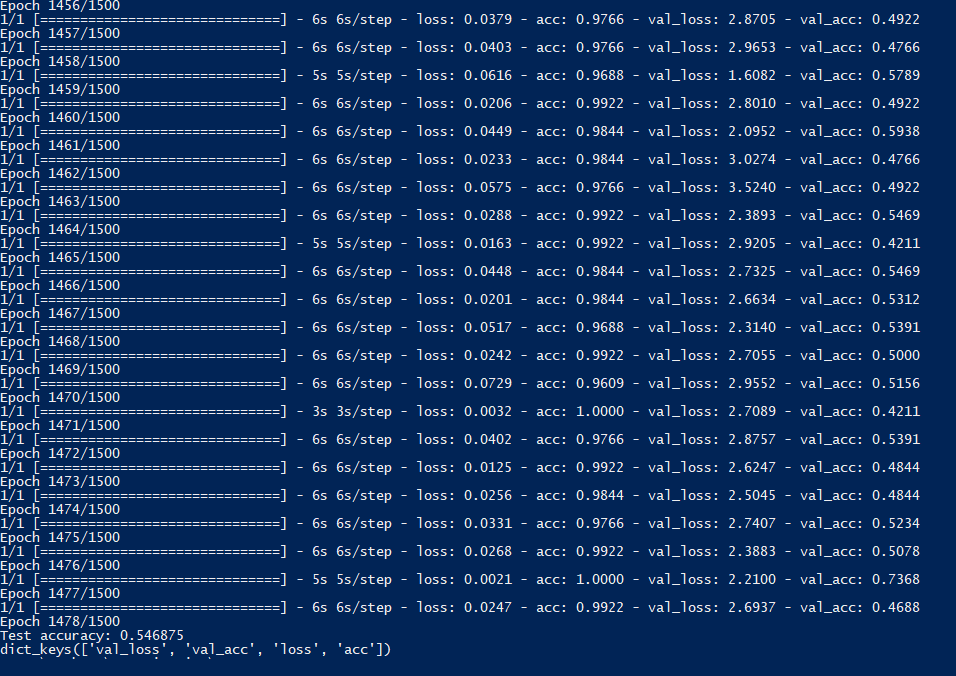 Epoch 1456/1500
1/1 [==============================] - 6s 6s/step - loss: 0.0379 - acc: 0.9766 - val_loss: 2.8705 - val_acc: 0.4922
Epoch 1457/1500
1/1 [==============================] - 6s 6s/step - loss: 0.0403 - acc: 0.9766 - val_loss: 2.9653 - val_acc: 0.4766
Epoch 1458/1500
1/1 [==============================] - 5s 5s/step - loss: 0.0616 - acc: 0.9688 - val_loss: 1.6082 - val_acc: 0.5789
Epoch 1459/1500
1/1 [==============================] - 6s 6s/step - loss: 0.0206 - acc: 0.9922 - val_loss: 2.8010 - val_acc: 0.4922
Epoch 1460/1500
1/1 [==============================] - 6s 6s/step - loss: 0.0449 - acc: 0.9844 - val_loss: 2.0952 - val_acc: 0.5938
Epoch 1461/1500
1/1 [==============================] - 6s 6s/step - loss: 0.0233 - acc: 0.9844 - val_loss: 3.0274 - val_acc: 0.4766
Epoch 1462/1500
1/1 [==============================] - 6s 6s/step - loss: 0.0575 - acc: 0.9766 - val_loss: 3.5240 - val_acc: 0.4922
Epoch 1463/1500
1/1 [==============================] - 6s 6s/step - loss: 0.0288 - acc: 0.9922 - val_loss: 2.3893 - val_acc: 0.5469
Epoch 1464/1500
1/1 [==============================] - 5s 5s/step - loss: 0.0163 - acc: 0.9922 - val_loss: 2.9205 - val_acc: 0.4211
Epoch 1465/1500
1/1 [==============================] - 6s 6s/step - loss: 0.0448 - acc: 0.9844 - val_loss: 2.7325 - val_acc: 0.5469
Epoch 1466/1500
1/1 [==============================] - 6s 6s/step - loss: 0.0201 - acc: 0.9844 - val_loss: 2.6634 - val_acc: 0.5312
Epoch 1467/1500
1/1 [==============================] - 6s 6s/step - loss: 0.0517 - acc: 0.9688 - val_loss: 2.3140 - val_acc: 0.5391
Epoch 1468/1500
1/1 [==============================] - 6s 6s/step - loss: 0.0242 - acc: 0.9922 - val_loss: 2.7055 - val_acc: 0.5000
Epoch 1469/1500
1/1 [==============================] - 6s 6s/step - loss: 0.0729 - acc: 0.9609 - val_loss: 2.9552 - val_acc: 0.5156
Epoch 1470/1500
1/1 [==============================] - 3s 3s/step - loss: 0.0032 - acc: 1.0000 - val_loss: 2.7089 - val_acc: 0.4211
Epoch 1471/1500
1/1 [==============================] - 6s 6s/step - loss: 0.0402 - acc: 0.9766 - val_loss: 2.8757 - val_acc: 0.5391
Epoch 1472/1500
1/1 [==============================] - 6s 6s/step - loss: 0.0125 - acc: 0.9922 - val_loss: 2.6247 - val_acc: 0.4844
Epoch 1473/1500
1/1 [==============================] - 6s 6s/step - loss: 0.0256 - acc: 0.9844 - val_loss: 2.5045 - val_acc: 0.4844
Epoch 1474/1500
1/1 [==============================] - 6s 6s/step - loss: 0.0331 - acc: 0.9766 - val_loss: 2.7407 - val_acc: 0.5234
Epoch 1475/1500
1/1 [==============================] - 6s 6s/step - loss: 0.0268 - acc: 0.9922 - val_loss: 2.3883 - val_acc: 0.5078
Epoch 1476/1500
1/1 [==============================] - 5s 5s/step - loss: 0.0021 - acc: 1.0000 - val_loss: 2.2100 - val_acc: 0.7368
Epoch 1477/1500
1/1 [==============================] - 6s 6s/step - loss: 0.0247 - acc: 0.9922 - val_loss: 2.6937 - val_acc: 0.4688
Epoch 1478/1500
Test accuracy: 0.546875
dict_keys(['val_loss', 'val_acc', 'loss', 'acc'])